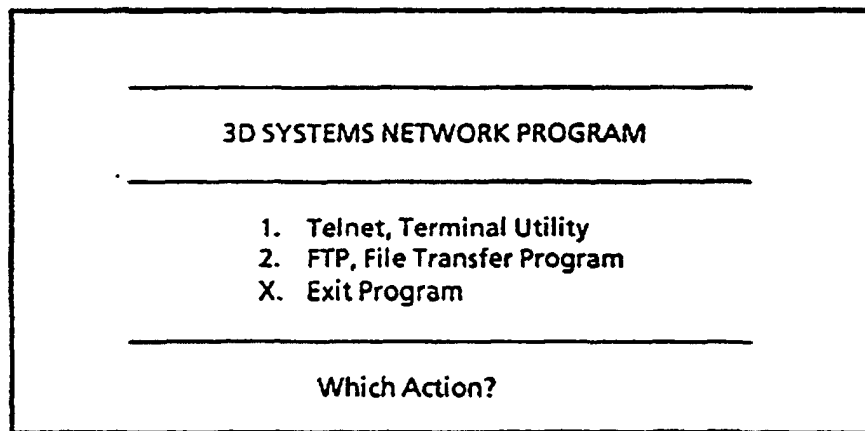 3D SYSTEMS NETWORK PROGRAM
1. Telnet, Terminal Utility
2. FTP, File Transfer Program
X. Exit Program
Which Action?